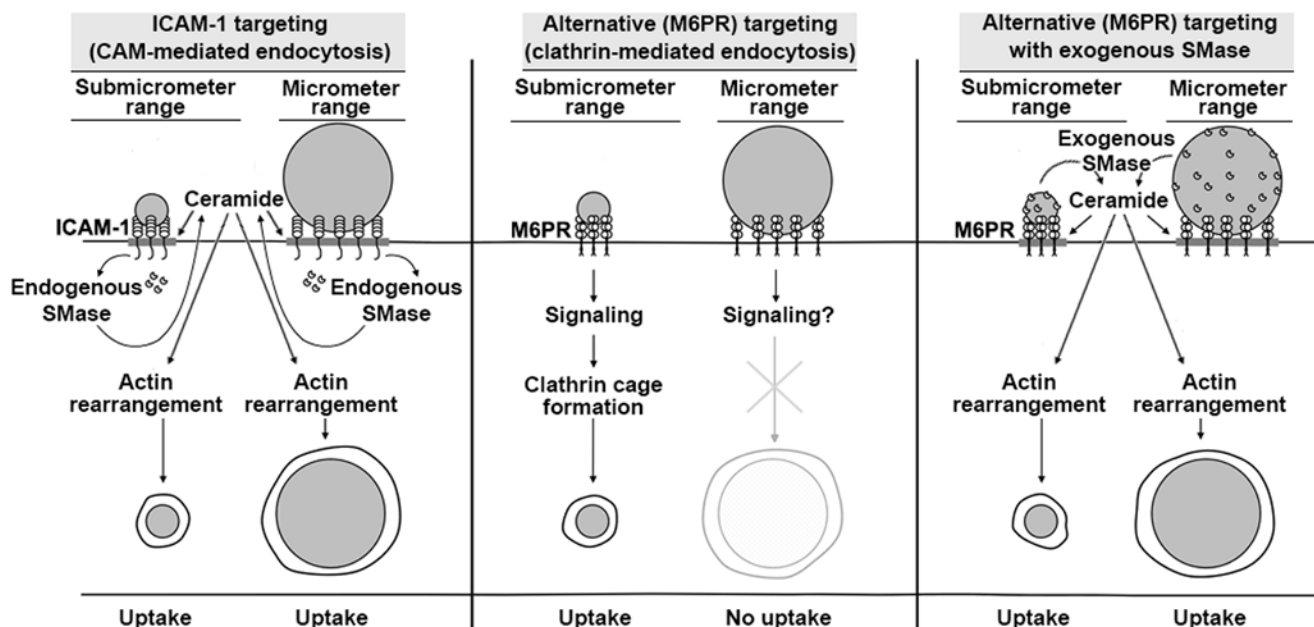 ICAM-1 targeting
(CAM-mediated endocytosis)
Submicrometer
range
Micrometer
range
Ceramide
ICAM-1
Endogenous
SMase
Endogenous
SMase
Actin
rearrangement
Actin
rearrangement
Uptake
Uptake
Alternative (M6PR) targeting
(clathrin-mediated endocytosis)
Submicrometer
range
Micrometer
range
M6PR
Signaling
Signaling?
Clathrin cage
formation
Uptake
No uptake
Alternative (M6PR) targeting
with exogenous SMase
Submicrometer
range
Micrometer
range
Exogenous
SMase
Ceramide
M6PR
Actin
rearrangement
Actin
rearrangement
Uptake
Uptake